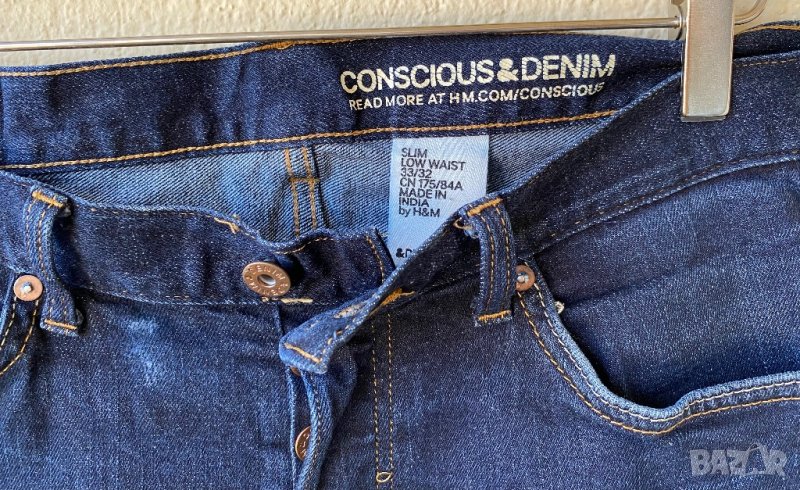 CONSCIOUS&DENIM
READ MORE AT HM.COM/CONSCIOUS
SLIM
LOW WAIST
33/32
CN 175/84A
MADE IN
INDIA
by H&M
BAZAR